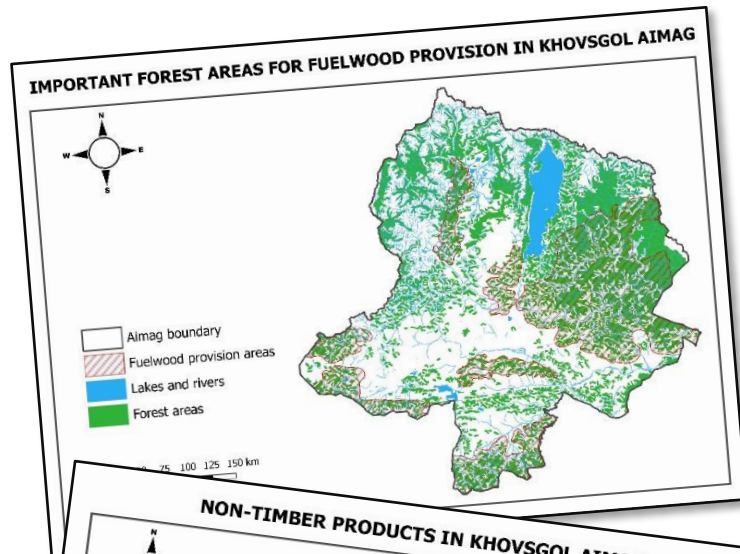 IMPORTANT FOREST AREAS FOR FUELWOOD PROVISION IN KHOVSGOL AIMAG
N
W E
S
Aimag boundary
Fuelwood provision areas
Lakes and rivers
Forest areas
75 100 125 150 km
NON-TIMBER PRODUCTS IN KHOVSGOL
N